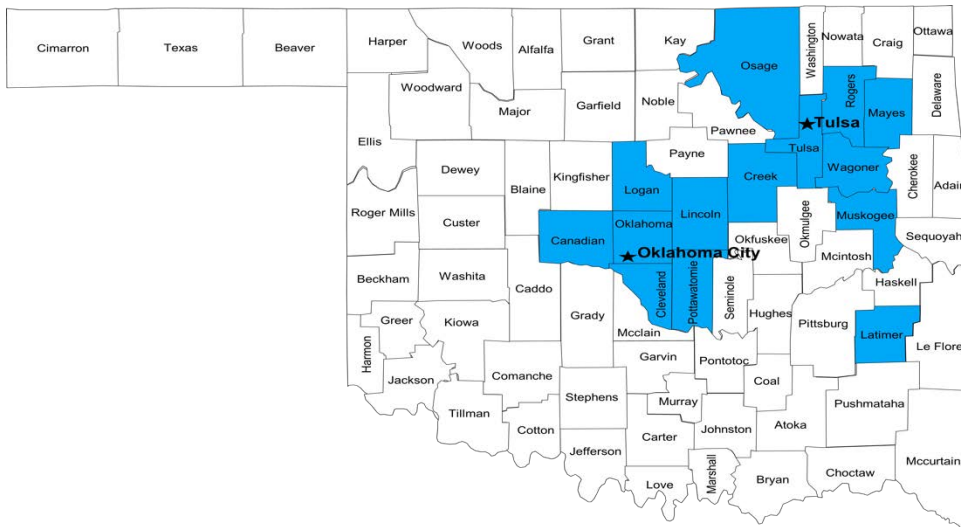 Cimarron
Texas
Beaver
Harper
Woods
Alfalfa
Grant
Kay
Osage
Washington
Nowata
Craig
Ottawa
Woodward
Major
Garfield
Noble
Pawnee
Rogers
Mayes
Delaware
Ellis
Tulsa
Tulsa
Dewey
Blaine
Kingfisher
Logan
Payne
Creek
Wagoner
Cherokee
Adair
Roger Mills
Custer
Canadian
Oklahoma
Lincoln
Okmulgee
Muskogee
Sequoyah
Oklahoma City
Okfuskee
Mcintosh
Beckham
Washita
Caddo
Grady
Cleveland
Pottawatomie
Seminole
Hughes
Pittsburg
Haskell
Latimer
Le Flore
Greer
Kiowa
Harmon
Mcclain
Garvin
Pontotoc
Coal
Jackson
Comanche
Stephens
Murray
Pushmataha
Tillman
Cotton
Carter
Johnston
Atoka
Jefferson
Love
Marshall
Bryan
Choctaw
Mccurtain